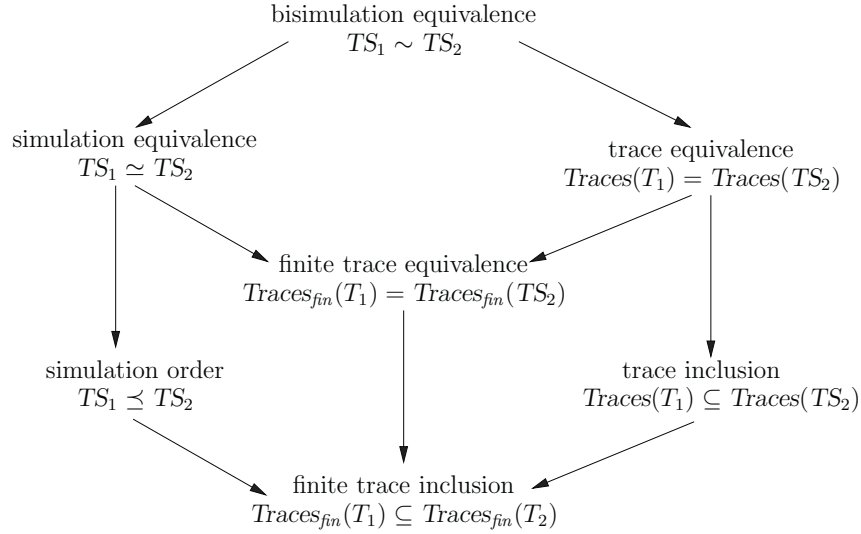 bisimulation equivalence
TS₁ ∼ TS₂
simulation equivalence
TS₁ ≃ TS₂
trace equivalence
Traces(T₁) = Traces(TS₂)
finite trace equivalence
Traces_fin(T₁) = Traces_fin(TS₂)
simulation order
TS₁ ⪯ TS₂
trace inclusion
Traces(T₁) ⊆ Traces(TS₂)
finite trace inclusion
Traces_fin(T₁) ⊆ Traces_fin(T₂)